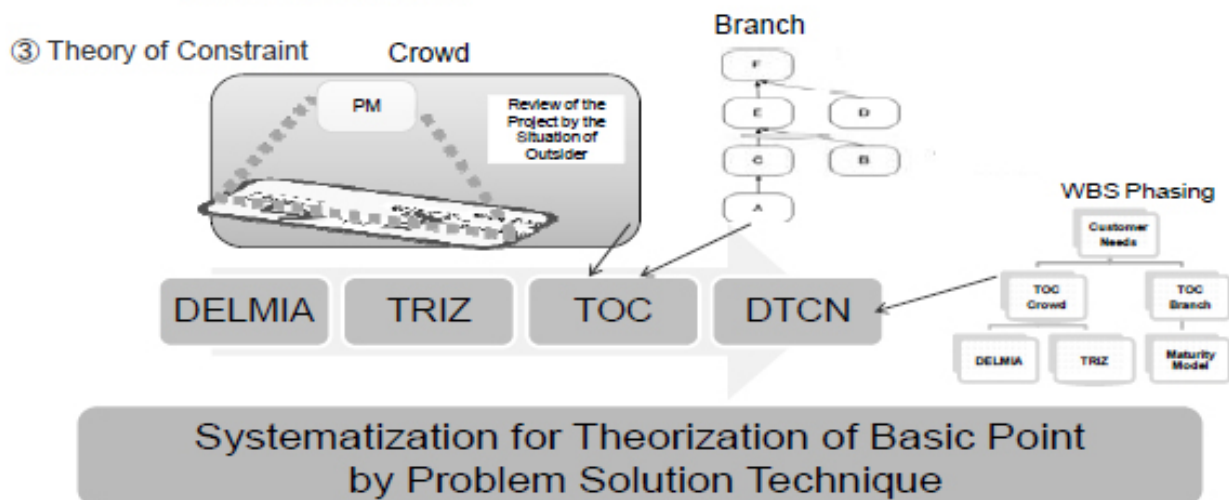 ③ Theory of Constraint
Crowd
PM
Review of the
Project by the
Situation of
Outsider
Branch
F
E
D
C
B
A
WBS Phasing
Customer
Needs
TOC
Crowd
TOC
Branch
DELMIA
TRIZ
Maturity
Model
DELMIA
TRIZ
TOC
DTCN
Systematization for Theorization of Basic Point
by Problem Solution Technique